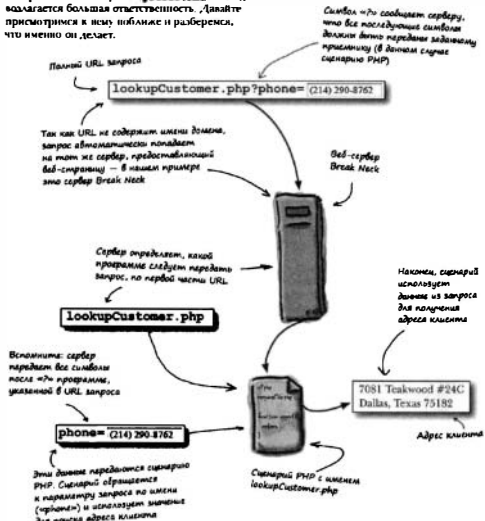 возлагается большая ответственность. Давайте
присмотримся к нему поближе и разберемся,
что именно он делает.
Символ «?» сообщает серверу,
что все последующие символы
должны быть переданы заданному
приемнику (в данном случае
сценарию PHP)
Полный URL запроса
lookupCustomer.php?phone= (214) 290-8762
Так как URL не содержит имени домена,
запрос автоматически попадает
на тот же сервер, предоставляющий
веб-страницу — в нашем примере
это сервер Break Neck
Веб-сервер
Break Neck
Сервер определяет, какой
программе следует передать
запрос, по первой части URL
lookupCustomer.php
Наконец, сценарий
использует
данные из запроса
для получения
адреса клиента
Вспомните: сервер
передает все символы
после «?» программе,
указанной в URL запроса
phone= (214) 290-8762
7081 Teakwood #24C
Dallas, Texas 75182
Адрес клиента
Эти данные передаются сценарию
PHP. Сценарий обращается
к параметру запроса по имени
(«phone») и использует значение
для поиска адреса клиента
Сценарий PHP с именем
lookupCustomer.php